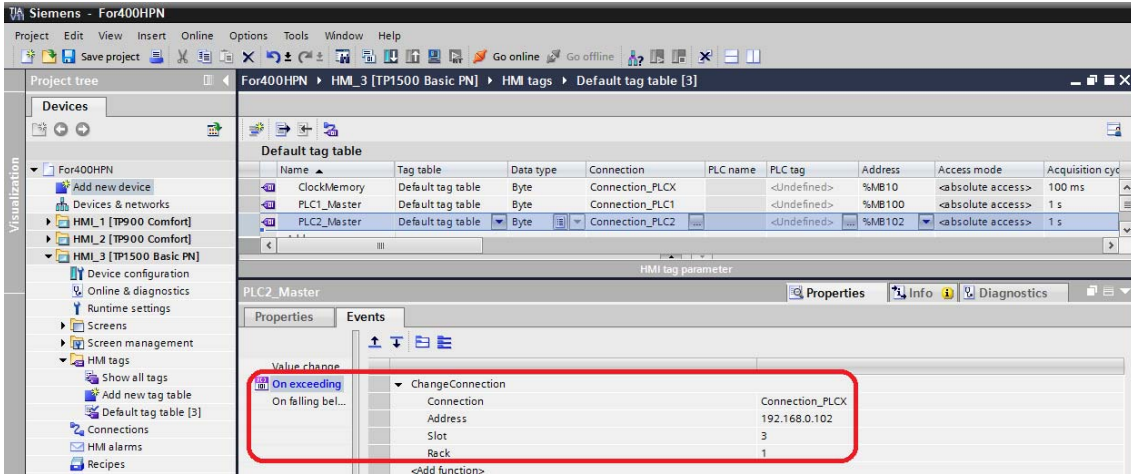 Siemens - For400HPN
Project Edit View Insert Online Options Tools Window Help
Save project Go online Go offline
Project tree For400HPN ▸ HMI_3 [TP1500 Basic PN] ▸ HMI tags ▸ Default tag table [3]
Devices
Visualization
Default tag table
Name Tag table Data type Connection PLC name PLC tag Address Access mode Acquisition cyc
ClockMemory Default tag table Byte Connection_PLCX <Undefined> %MB10 <absolute access> 100 ms
PLC1_Master Default tag table Byte Connection_PLC1 <Undefined> %MB100 <absolute access> 1 s
PLC2_Master Default tag table Byte Connection_PLC2 ... <Undefined> ... %MB102 <absolute access> 1 s
For400HPN
Add new device
Devices & networks
HMI_1 [TP900 Comfort]
HMI_2 [TP900 Comfort]
HMI_3 [TP1500 Basic PN]
Device configuration
Online & diagnostics
Runtime settings
Screens
Screen management
HMI tags
Show all tags
Add new tag table
Default tag table [3]
Connections
HMI alarms
Recipes
HMI tag parameter
PLC2_Master Properties Info Diagnostics
Properties Events
Value change
On exceeding
On falling bel...
ChangeConnection
Connection Connection_PLCX
Address 192.168.0.102
Slot 3
Rack 1
<Add function>